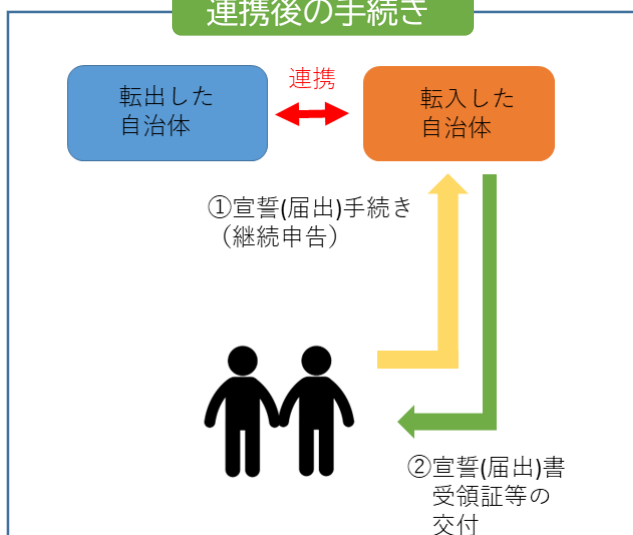 連携後の手続き
転出した
自治体
連携
転入した
自治体
①宣誓(届出)手続き
（継続申告）
②宣誓(届出)書
受領証等の
交付